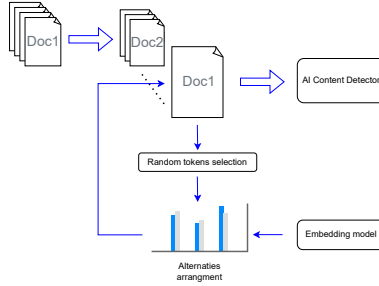 Doc1
Doc2
Doc1
AI Content Detector
Random tokens selection
Embedding model
Alternaties
arrangment